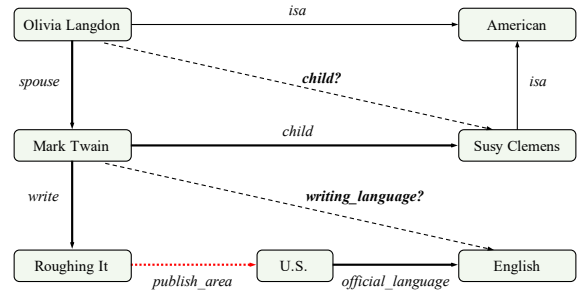 isa
Olivia Langdon American
spouse child? isa
child
Mark Twain Susy Clemens
write writing_language?
Roughing It U.S. English
publish_area official_language